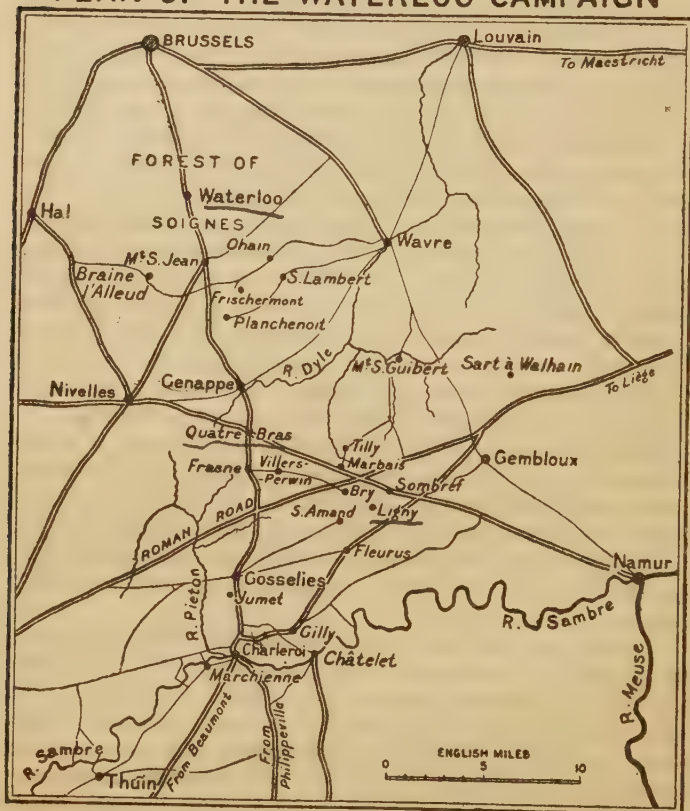 PLAN OF THE WATERLOO CAMPAIGN
BRUSSELS
Louvain
To Maestricht
FOREST OF
Waterloo
SOIGNES
Hal
Wavre
Mt S. Jean
Ohain
Braine
l'Alleud
S. Lambert
Frischermont
Planchenoit
R. Dyle
Mt S. Guibert
Sart à Walhain
Genappe
Nivelles
To Liège
Quatre Bras
Tilly
Marbais
Gembloux
Frasne
Villers-
Perwin
Bry
Sombref
ROMAN ROAD
S. Amand
Ligny
Fleurus
Namur
Gosselies
Jumet
R. Pieton
R. Sambre
Gilly
Charleroi
Châtelet
Marchienne
R. Meuse
From Beaumont
From
Philippeville
R. Sambre
Thuïn
ENGLISH MILES
0 5 10